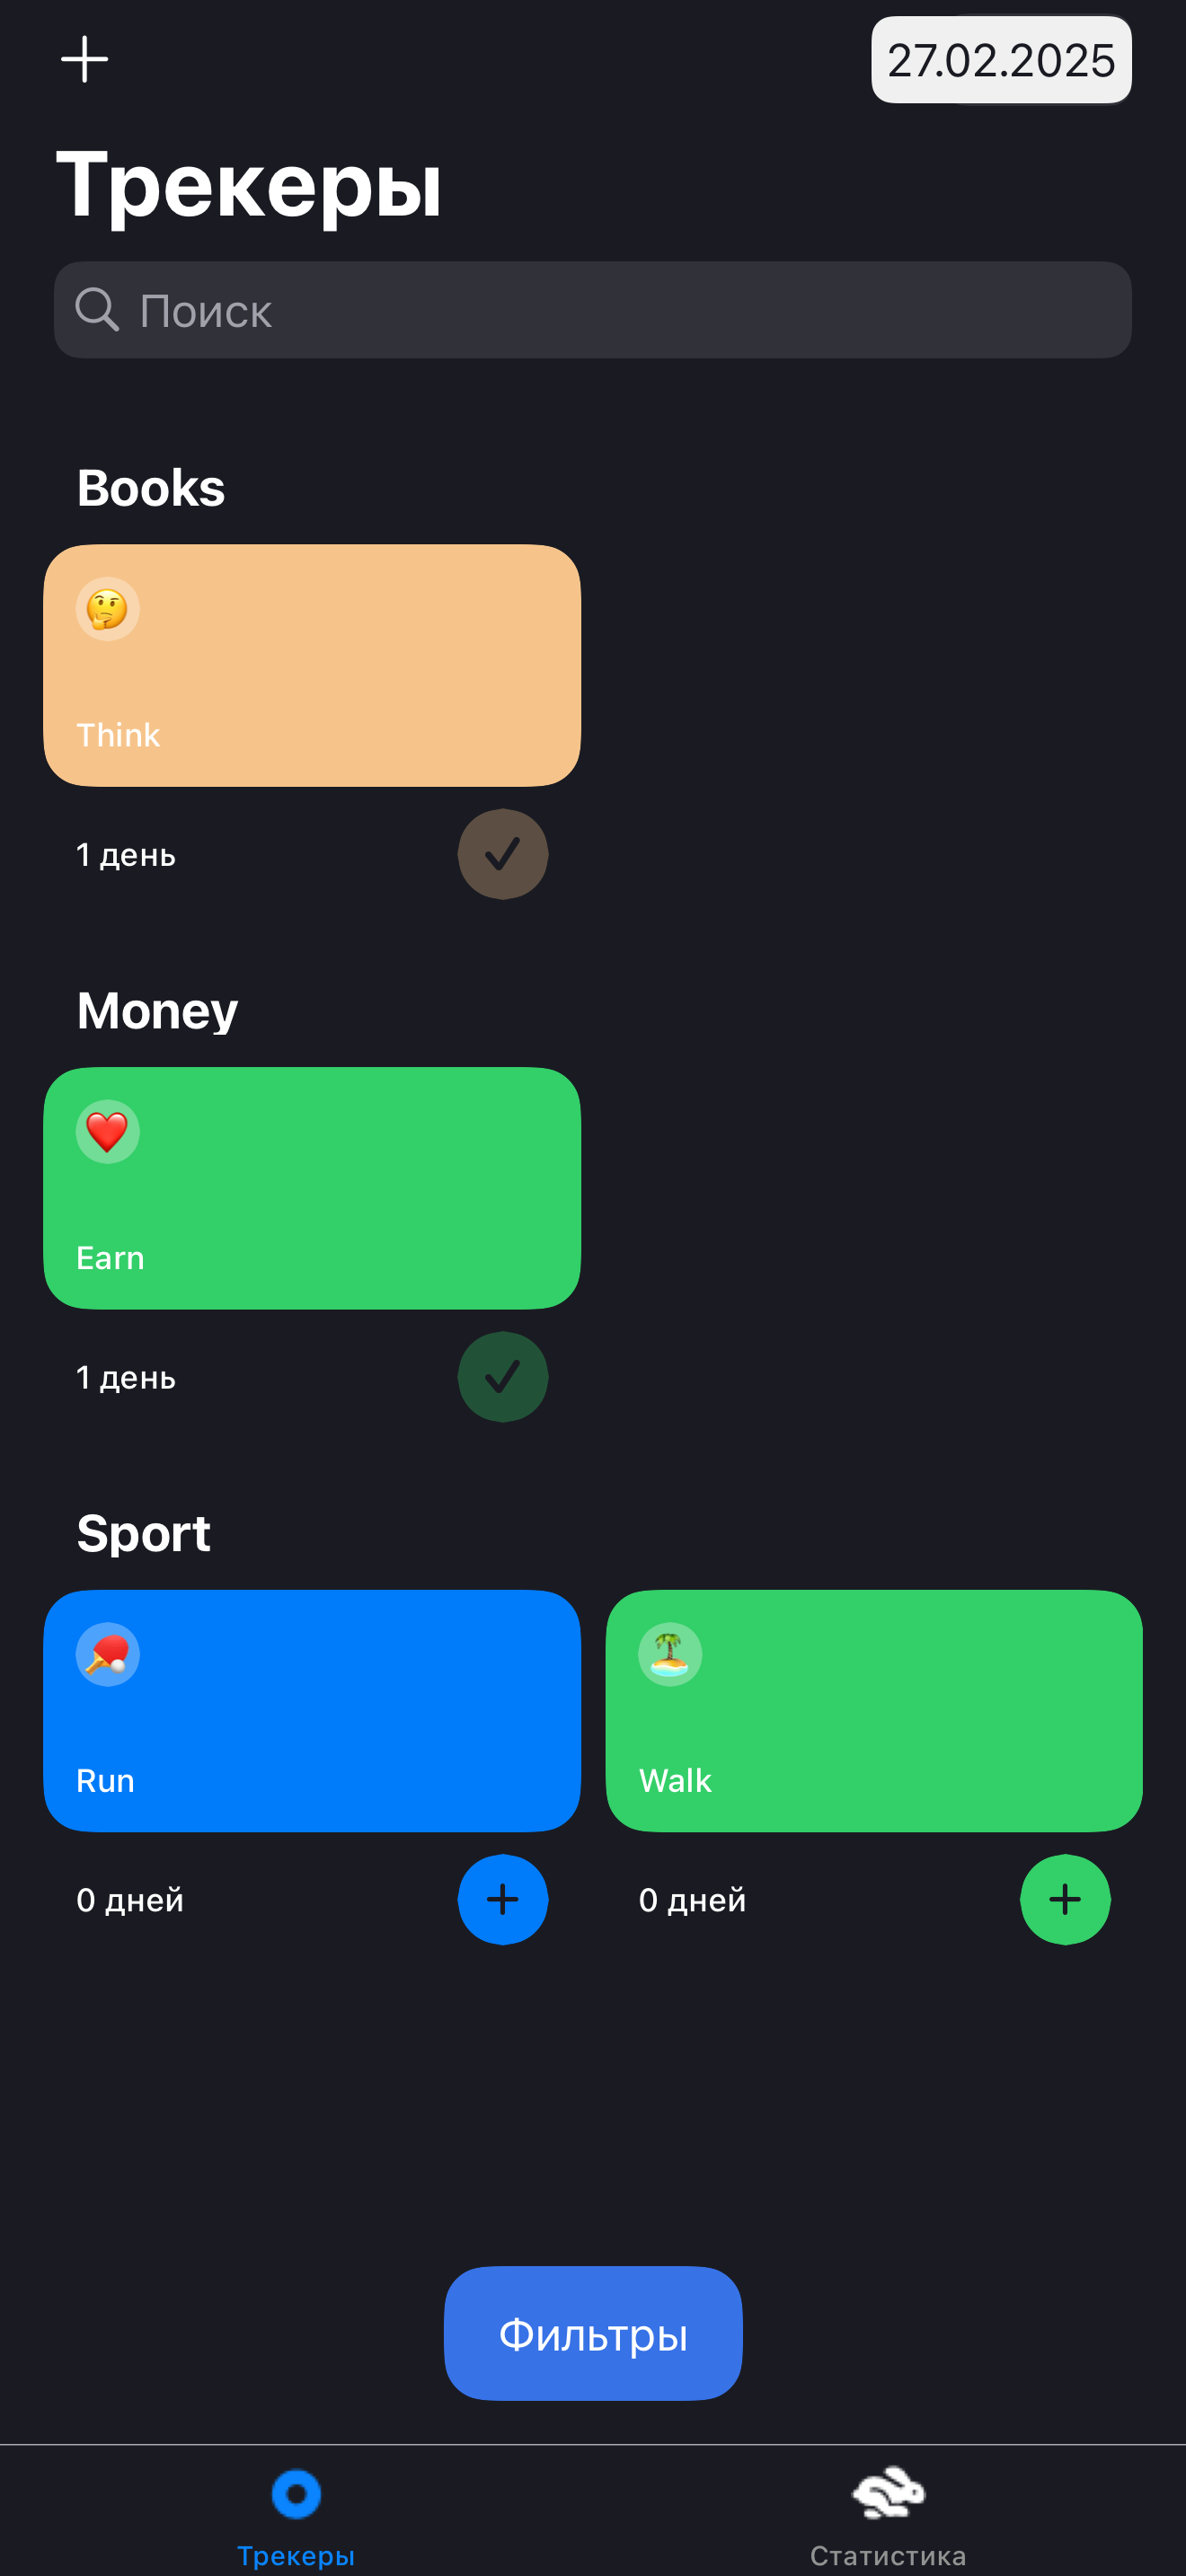 27.02.2025
Трекеры
Поиск
Books
Think
1 день
Money
Earn
1 день
Sport
Run
Walk
0 дней
0 дней
Фильтры
Трекеры
Статистика